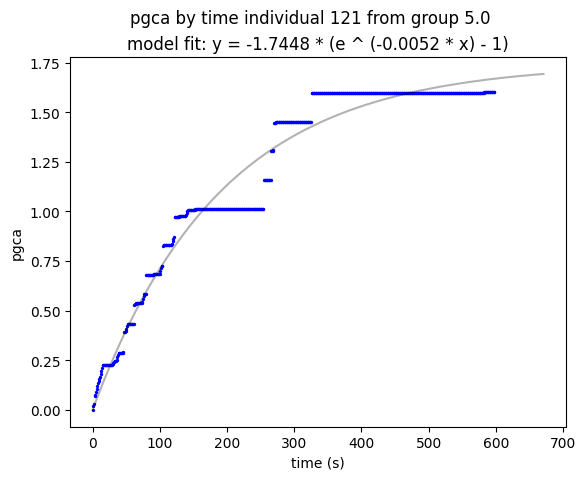 pgca by time individual 121 from group 5.0
model fit: y = -1.7448 * (e ^ (-0.0052 * x) - 1)
1.75
1.50
1.25
1.00
0.75
0.50
0.25
0.00
pgca
0 100 200 300 400 500 600 700
time (s)